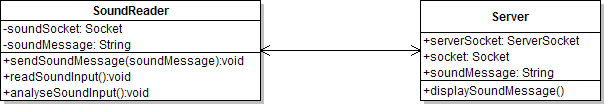 SoundReader
-soundSocket: Socket
-soundMessage: String
+sendSoundMessage(soundMessage):void
+readSoundInput():void
+analyseSoundInput():void
Server
+serverSocket: ServerSocket
+socket: Socket
+soundMessage: String
+displaySoundMessage()